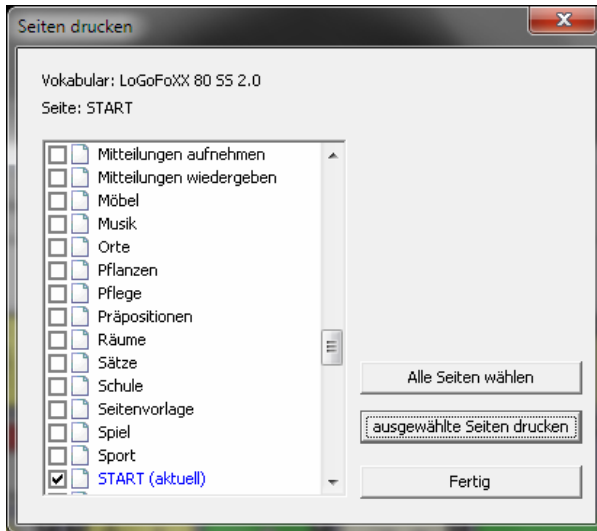 Seiten drucken
Vokabular: LoGoFoXX 80 SS 2.0
Seite: START
Mitteilungen aufnehmen
Mitteilungen wiedergeben
Möbel
Musik
Orte
Pflanzen
Pflege
Präpositionen
Räume
Sätze
Schule
Seitenvorlage
Spiel
Sport
START (aktuell)
Alle Seiten wählen
ausgewählte Seiten drucken
Fertig